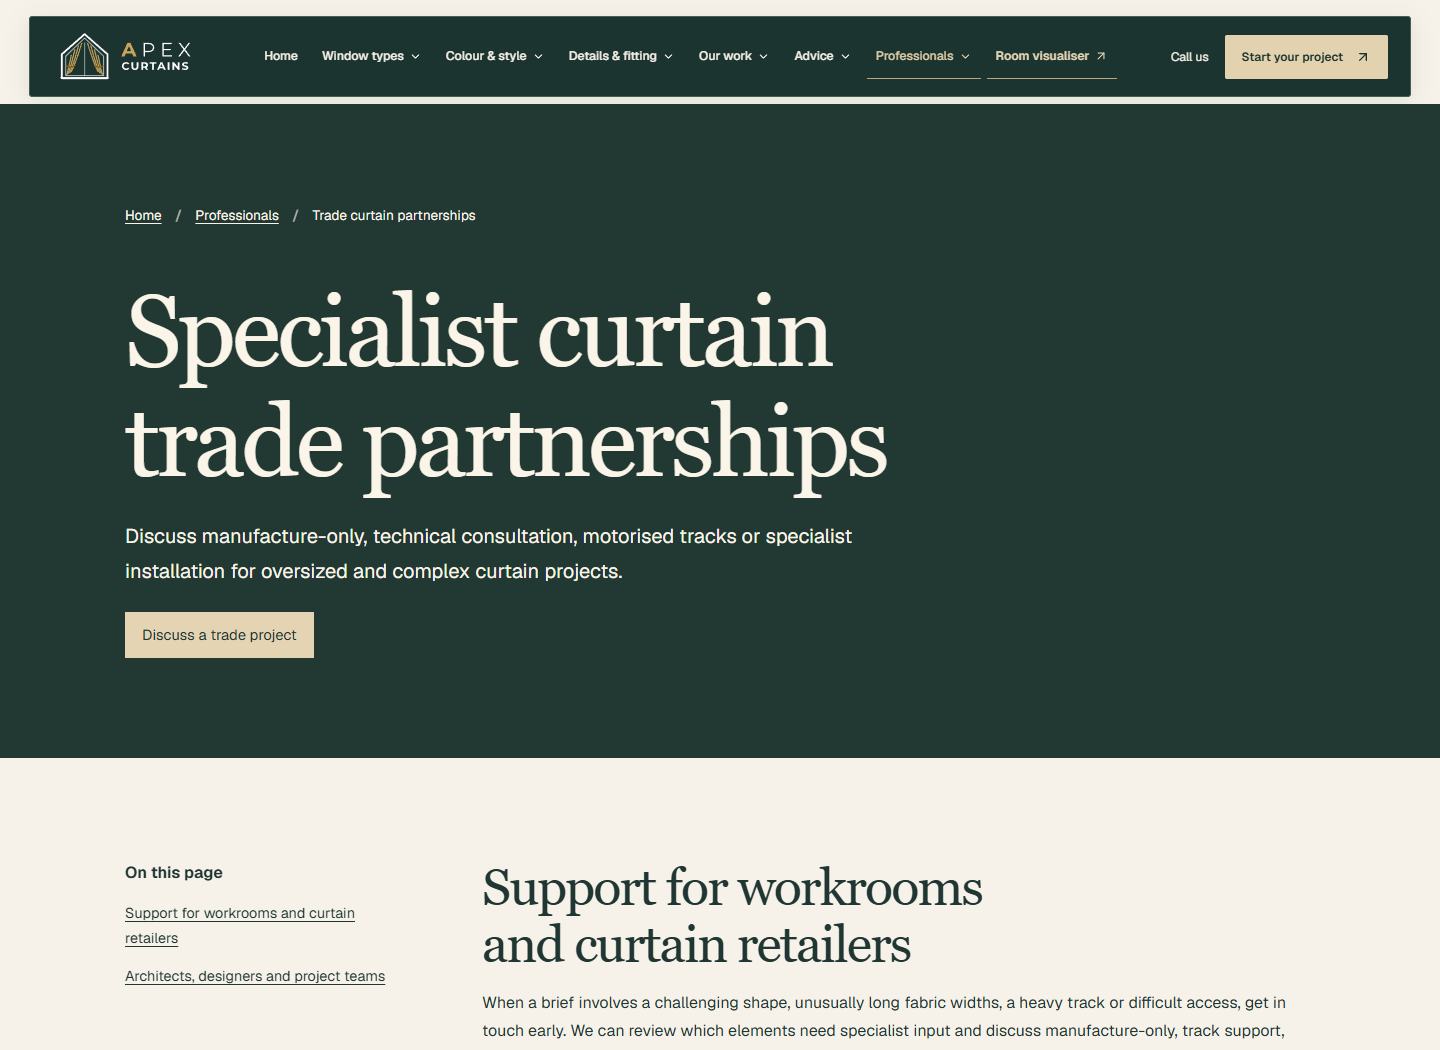 APEX
CURTAINS
Home
Window types
Colour & style
Details & fitting
Our work
Advice
Professionals
Room visualiser
Call us
Start your project
Home / Professionals / Trade curtain partnerships
Specialist curtain
trade partnerships
Discuss manufacture-only, technical consultation, motorised tracks or specialist
installation for oversized and complex curtain projects.
Discuss a trade project
On this page
Support for workrooms and curtain
retailers
Architects, designers and project teams
Support for workrooms
and curtain retailers
When a brief involves a challenging shape, unusually long fabric widths, a heavy track or difficult access, get in
touch early. We can review which elements need specialist input and discuss manufacture-only, track support,